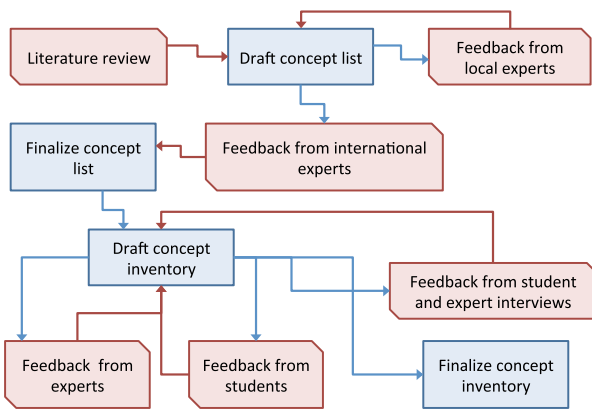 Literature review
Draft concept list
Feedback from
local experts
Finalize concept
list
Feedback from international
experts
Draft concept
inventory
Feedback from student
and expert interviews
Feedback from
experts
Feedback from
students
Finalize concept
inventory